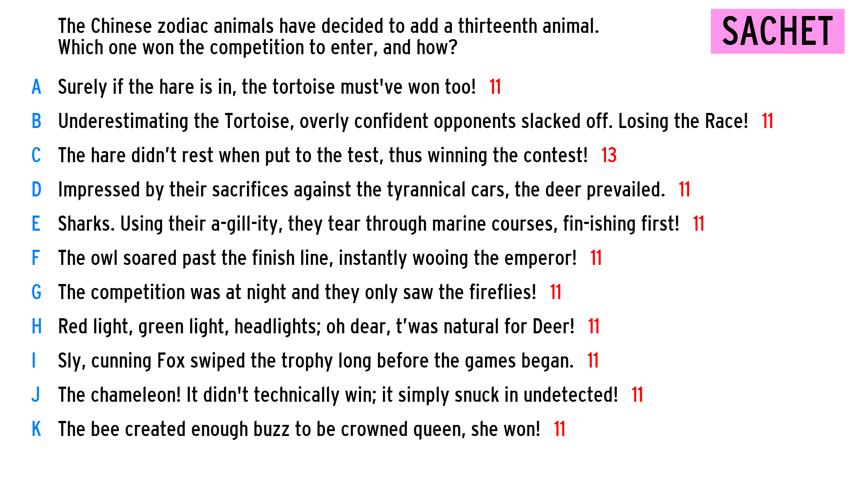 The Chinese zodiac animals have decided to add a thirteenth animal.
Which one won the competition to enter, and how?
SACHET
A Surely if the hare is in, the tortoise must've won too! 11
B Underestimating the Tortoise, overly confident opponents slacked off. Losing the Race! 11
C The hare didn’t rest when put to the test, thus winning the contest! 13
D Impressed by their sacrifices against the tyrannical cars, the deer prevailed. 11
E Sharks. Using their a-gill-ity, they tear through marine courses, fin-ishing first! 11
F The owl soared past the finish line, instantly wooing the emperor! 11
G The competition was at night and they only saw the fireflies! 11
H Red light, green light, headlights; oh dear, t’was natural for Deer! 11
I Sly, cunning Fox swiped the trophy long before the games began. 11
J The chameleon! It didn't technically win; it simply snuck in undetected! 11
K The bee created enough buzz to be crowned queen, she won! 11